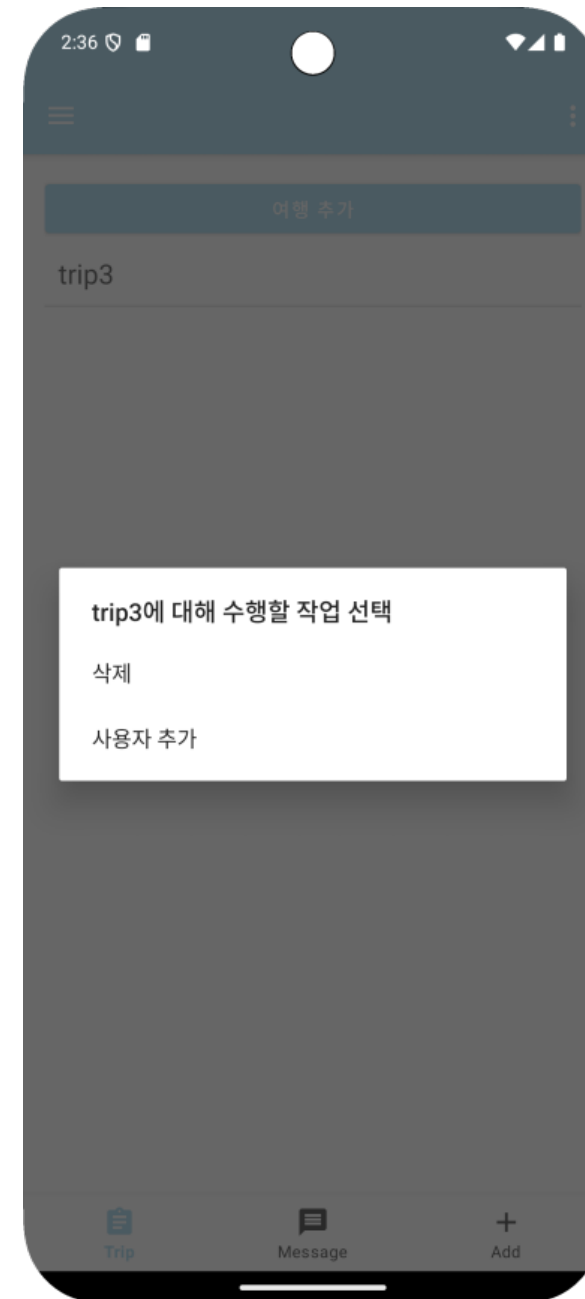 2:36
여행 추가
trip3
trip3에 대해 수행할 작업 선택
삭제
사용자 추가
Trip
Message
Add